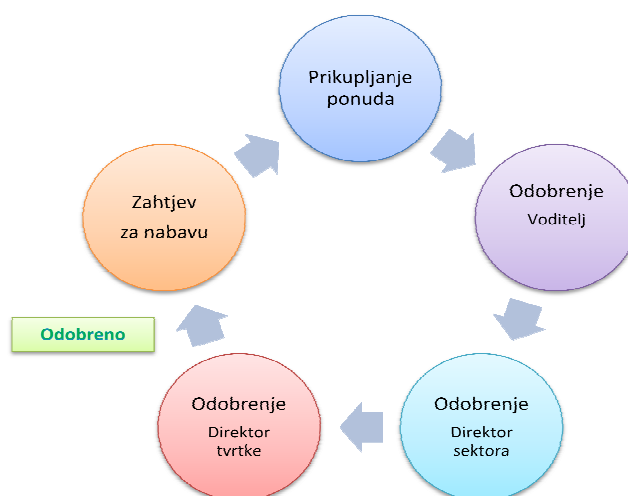 Prikupljanje
ponuda
Odobrenje
Voditelj
Odobrenje
Direktor
sektora
Odobrenje
Direktor
tvrtke
Odobreno
Zahtjev
za nabavu